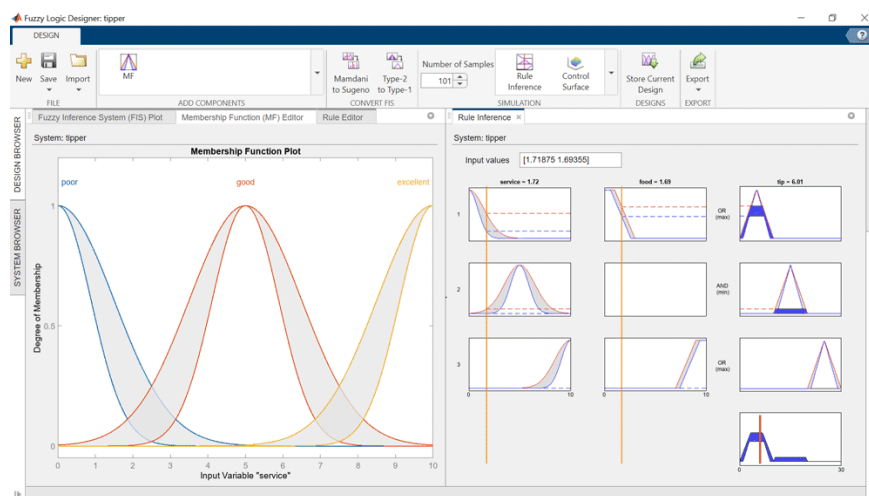 Fuzzy Logic Designer: tipper
DESIGN
New Save Import
MF
Mamdani to Sugeno
Type-2 to Type-1
Number of Samples
101
Rule Inference
Control Surface
Store Current Design
Export
FILE ADD COMPONENTS CONVERT FIS SIMULATION DESIGNS EXPORT
DESIGN BROWSER
SYSTEM BROWSER
Fuzzy Inference System (FIS) Plot Membership Function (MF) Editor Rule Editor
System: tipper
Membership Function Plot
poor good excellent
1
0.5
0
Degree of Membership
0 1 2 3 4 5 6 7 8 9 10
Input Variable "service"
Rule Inference
System: tipper
Input values [1.71875 1.69355]
service = 1.72 food = 1.69 tip = 6.01
1 OR (max)
2 AND (min)
3 OR (max)
0 10 0 10
0 30